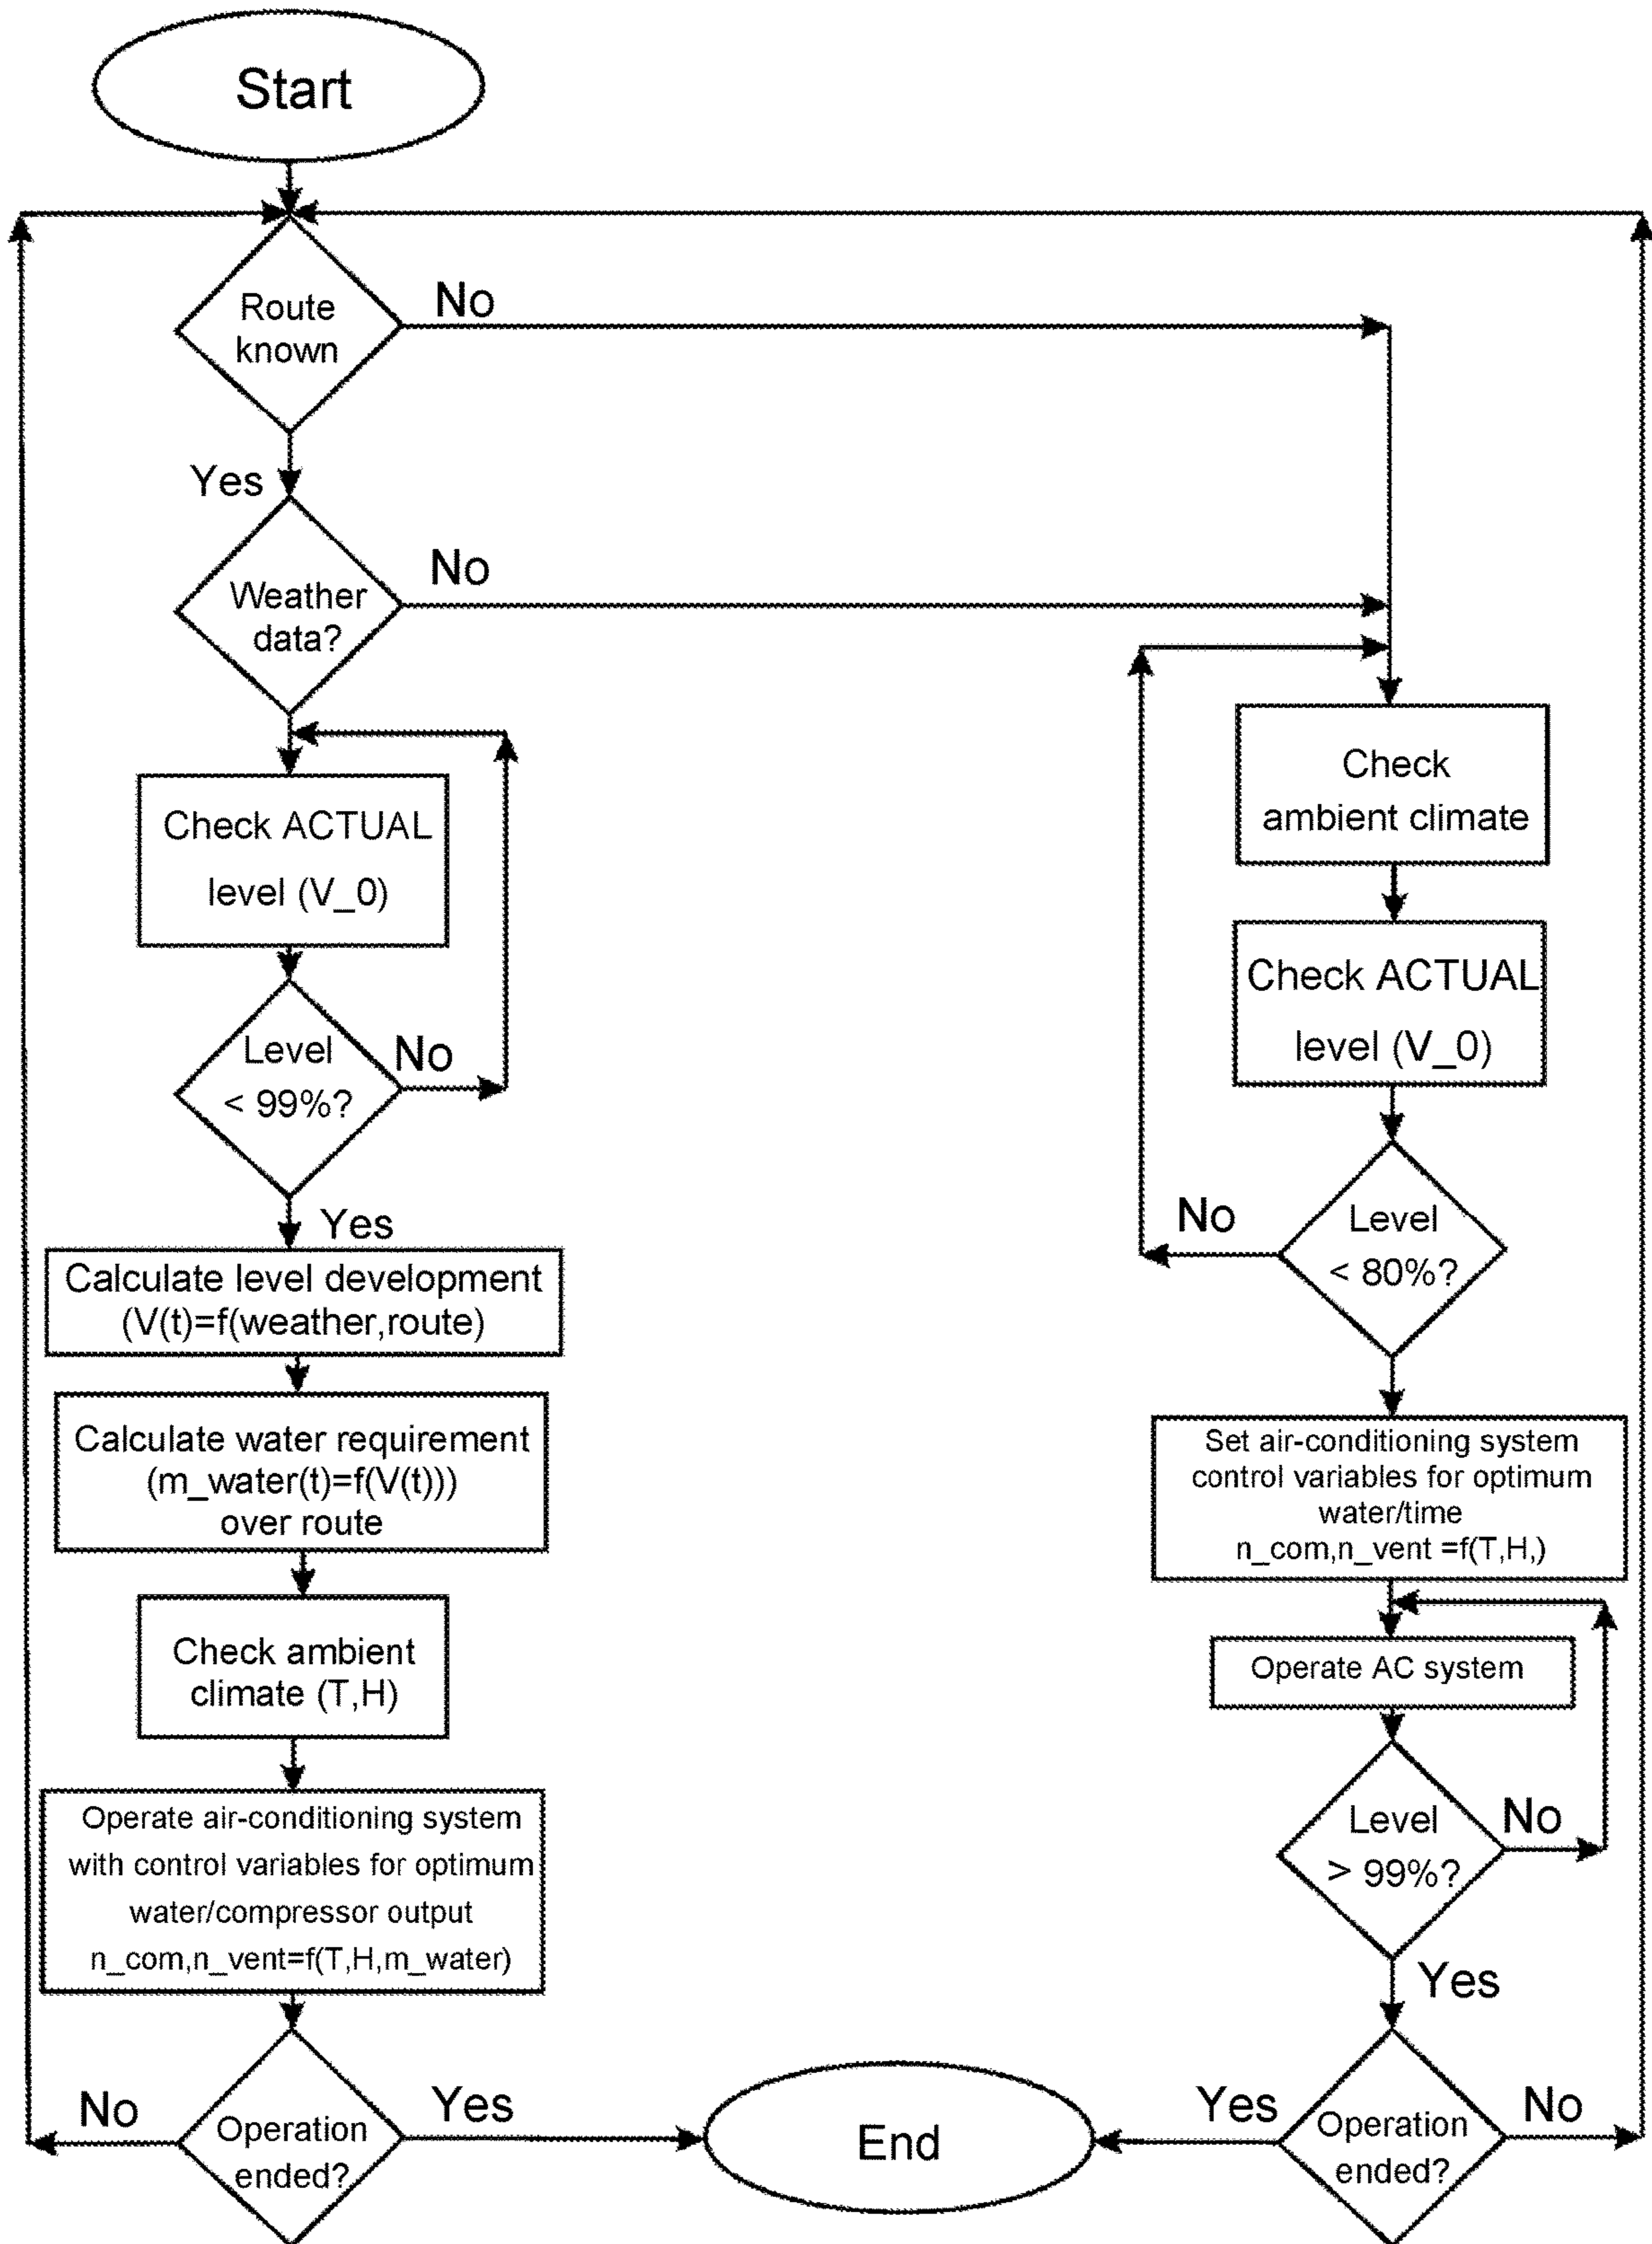 Start
Route
known
No
Yes
Weather
data?
No
Check ACTUAL
level (V_0)
Level
< 99%?
No
Yes
Calculate level development
(V(t)=f(weather,route)
Calculate water requirement
(m_water(t)=f(V(t)))
over route
Check ambient
climate (T,H)
Operate air-conditioning system
with control variables for optimum
water/compressor output
n_com,n_vent=f(T,H,m_water)
Operation
ended?
No
Yes
End
Check
ambient climate
Check ACTUAL
level (V_0)
Level
< 80%?
No
Set air-conditioning system
control variables for optimum
water/time
n_com,n_vent =f(T,H,)
Operate AC system
Level
> 99%?
No
Yes
Operation
ended?
Yes
No